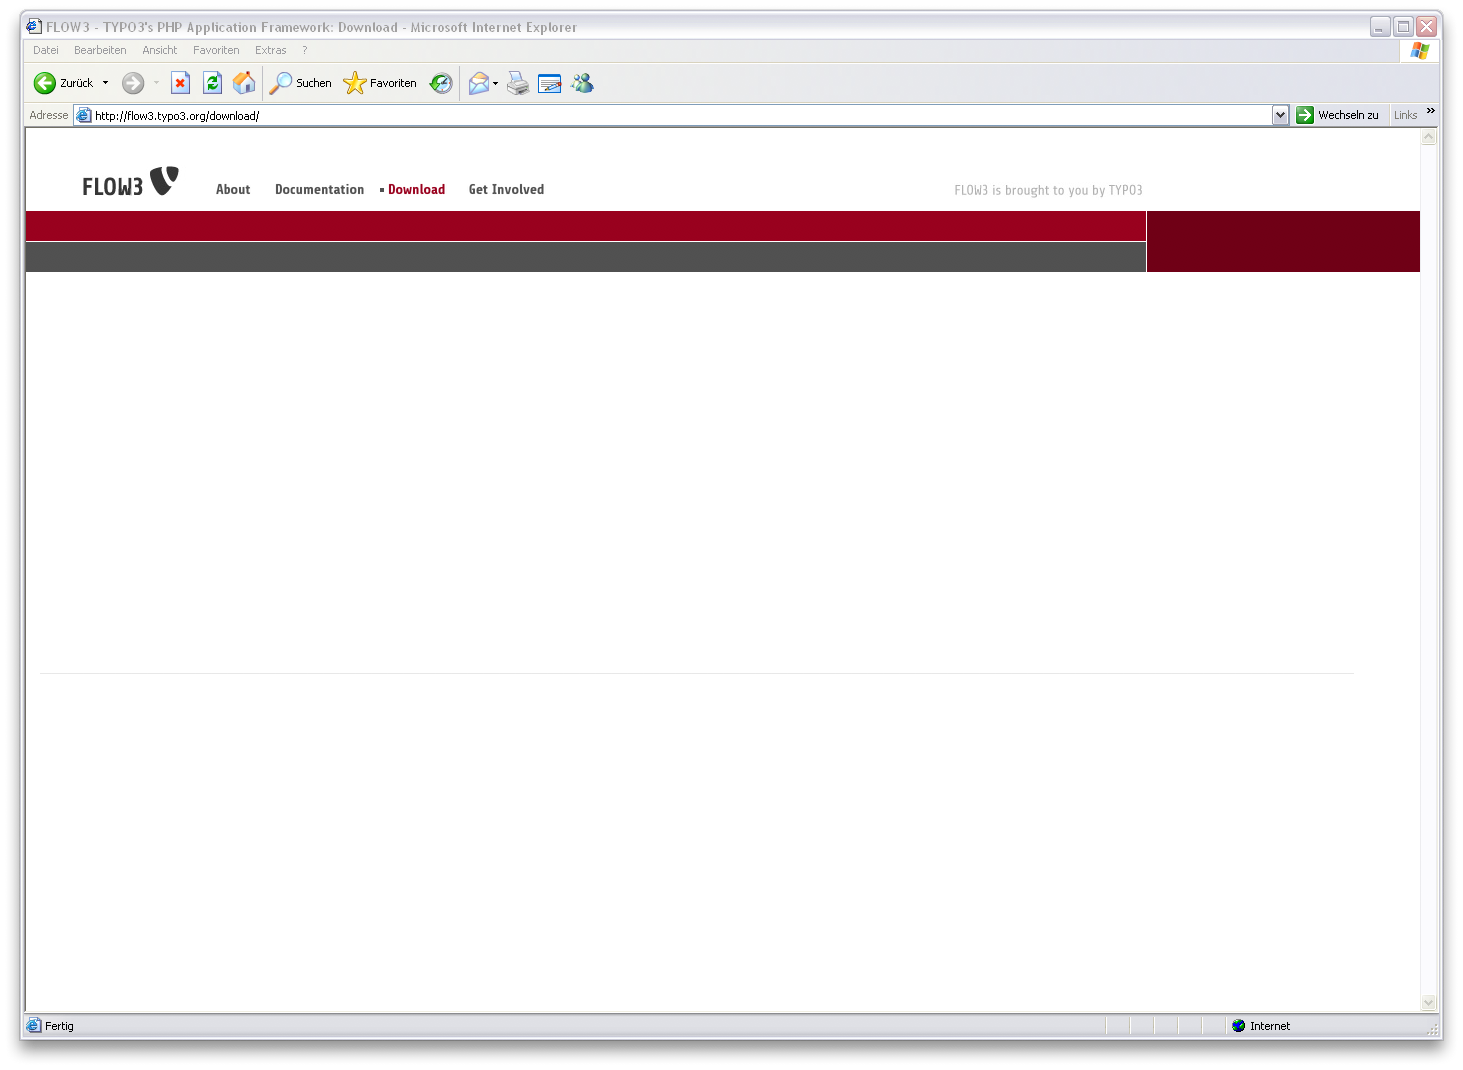 FLOW3 - TYPO3's PHP Application Framework: Download - Microsoft Internet Explorer
Datei Bearbeiten Ansicht Favoriten Extras ?
Zurück Suchen Favoriten
Adresse http://flow3.typo3.org/download/ Wechseln zu Links »
FLOW3 About Documentation Download Get Involved FLOW3 is brought to you by TYPO3
Fertig Internet